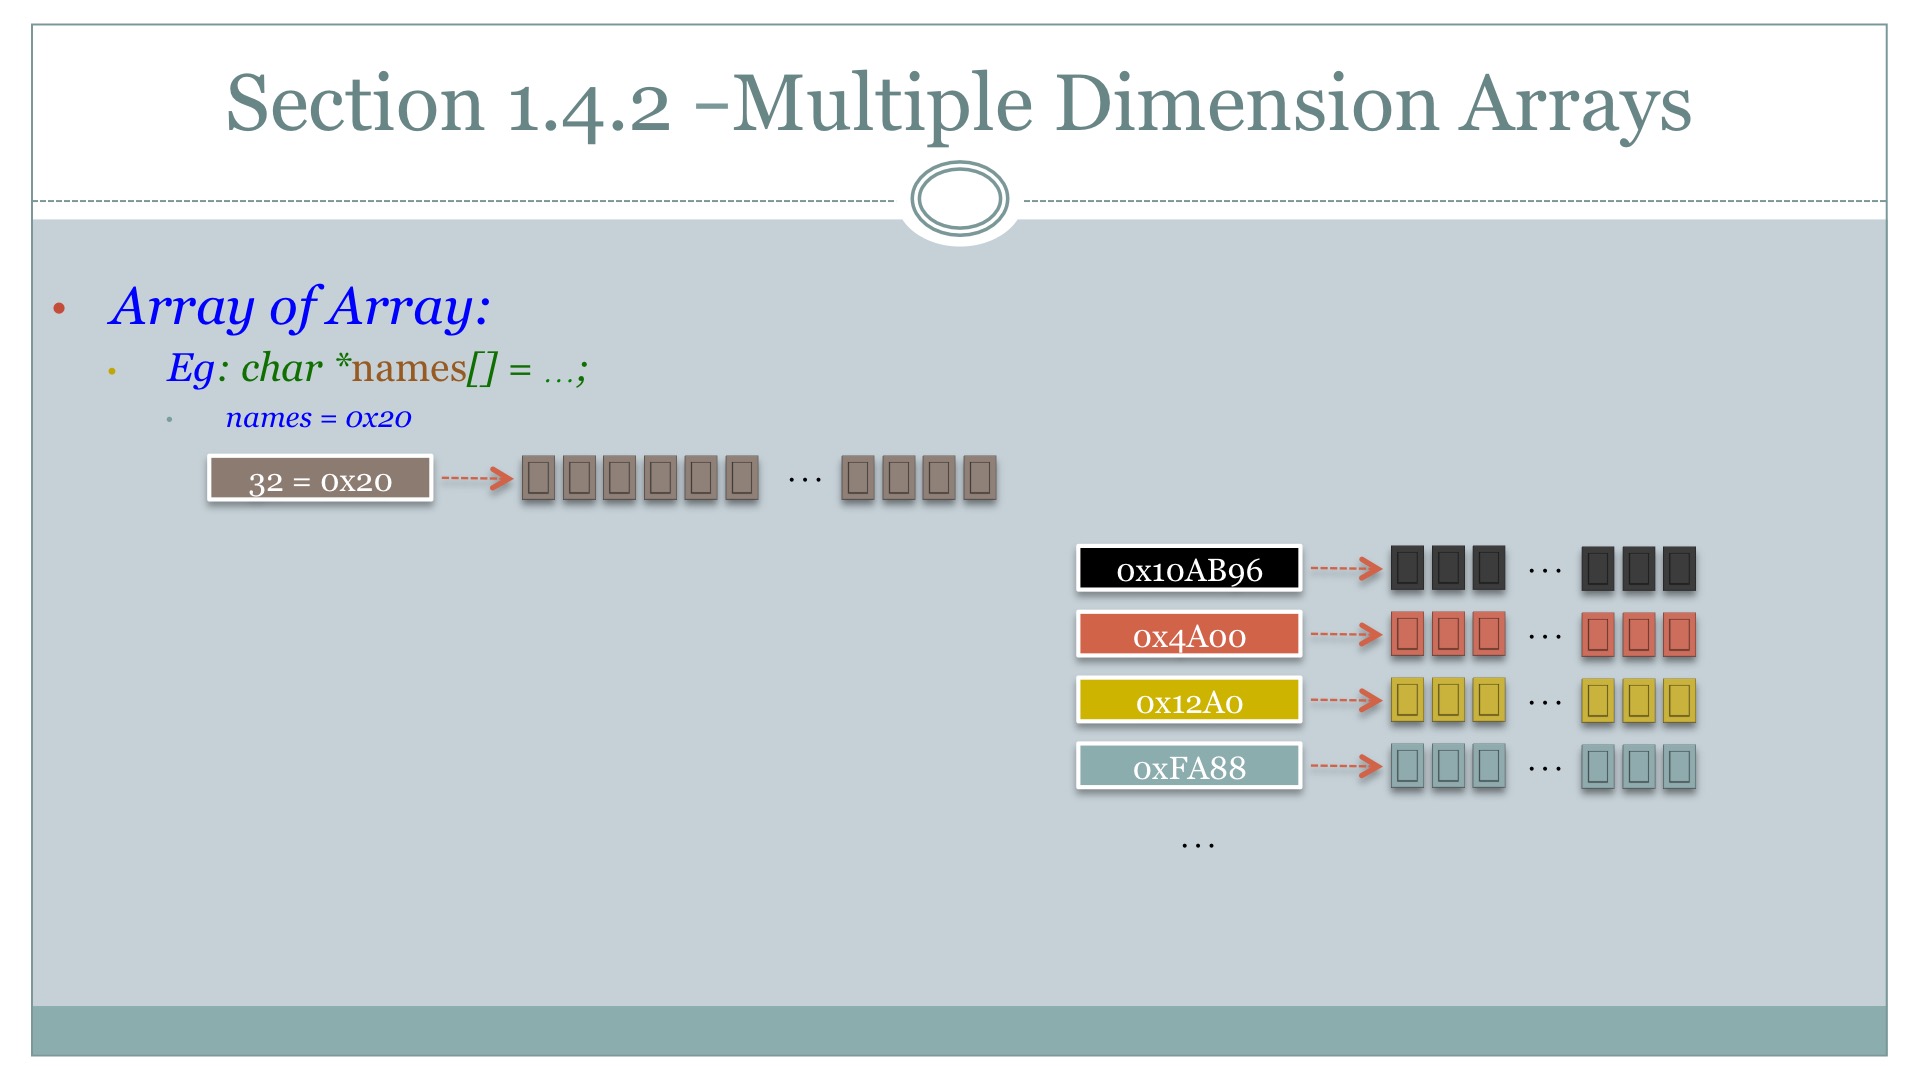 Section 1.4.2 –Multiple Dimension Arrays
• Array of Array:
• Eg: char *names[] = …;
• names = 0x20
32 = 0x20 …
0x10AB96 …
0x4A00 …
0x12A0 …
0xFA88 …
…